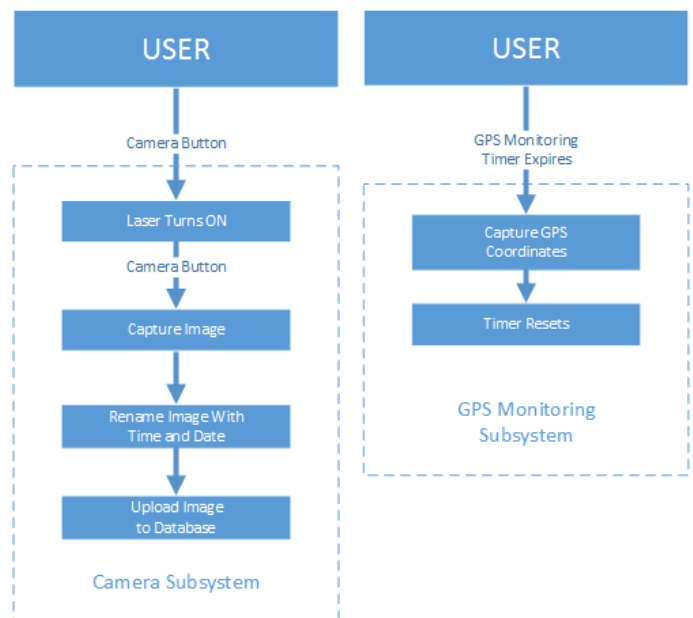 USER
Camera Button
Laser Turns ON
Camera Button
Capture Image
Rename Image With
Time and Date
Upload Image
to Database
Camera Subsystem
USER
GPS Monitoring
Timer Expires
Capture GPS
Coordinates
Timer Resets
GPS Monitoring
Subsystem